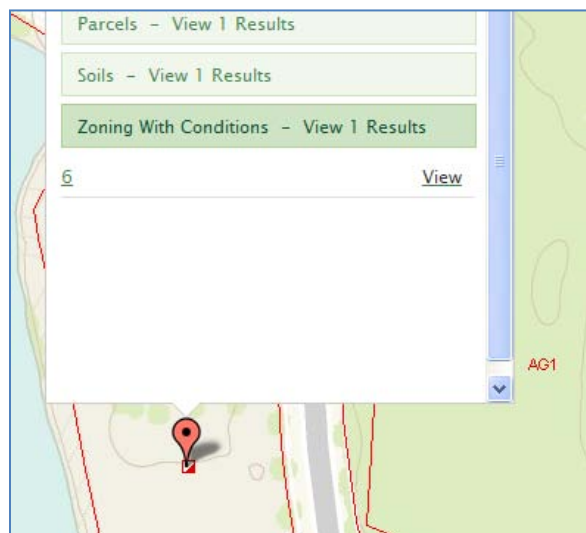 Parcels – View 1 Results
Soils – View 1 Results
Zoning With Conditions – View 1 Results
6 View
AG1